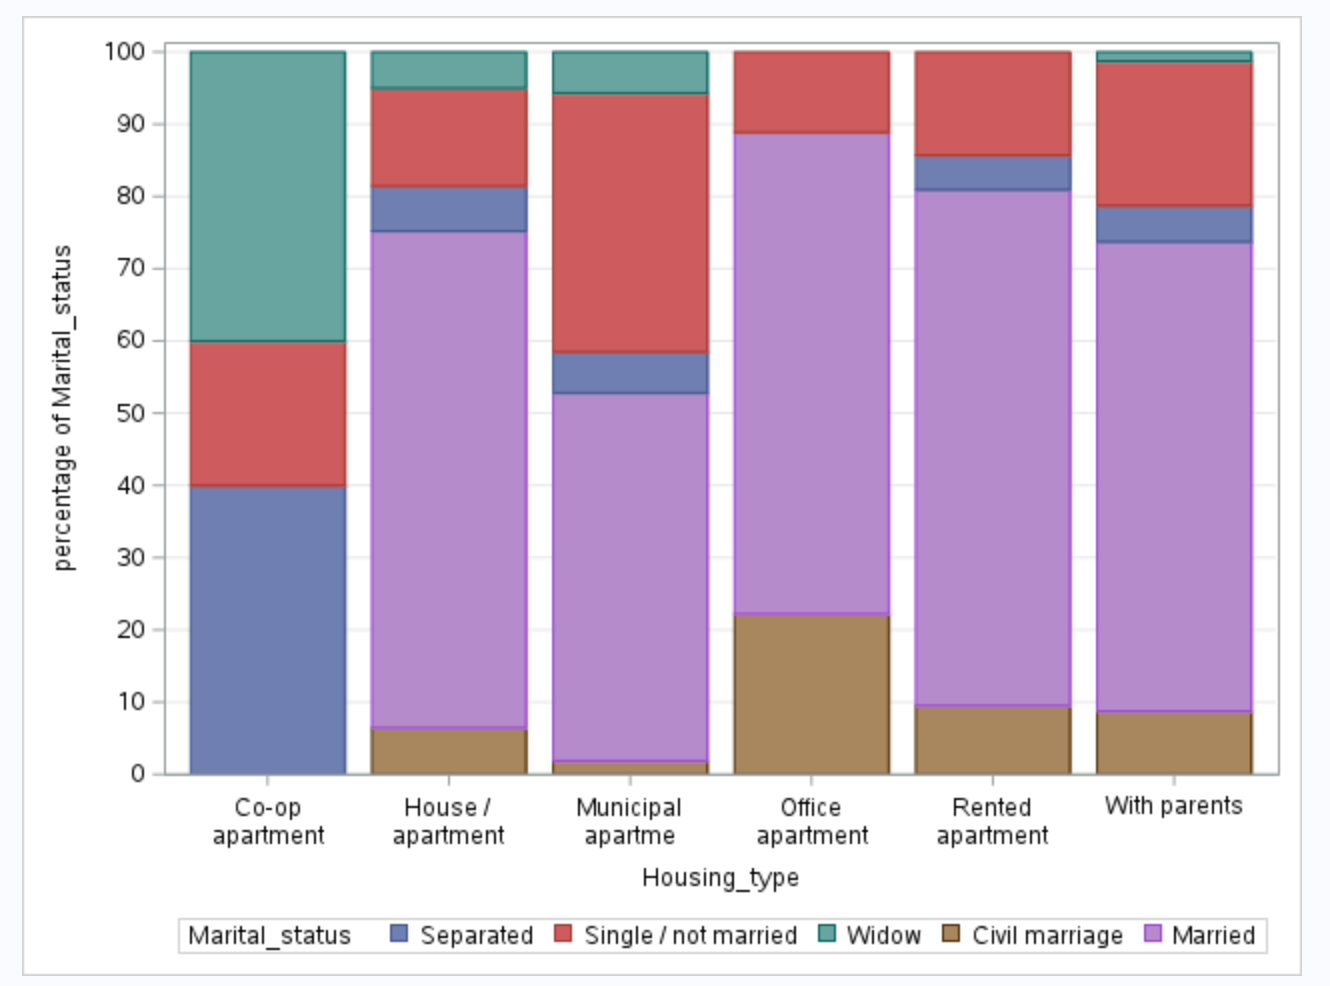 percentage of Marital_status
100
90
80
70
60
50
40
30
20
10
0
Co-op
apartment
House /
apartment
Municipal
apartme
Office
apartment
Rented
apartment
With parents
Housing_type
Marital_status Separated Single / not married Widow Civil marriage Married